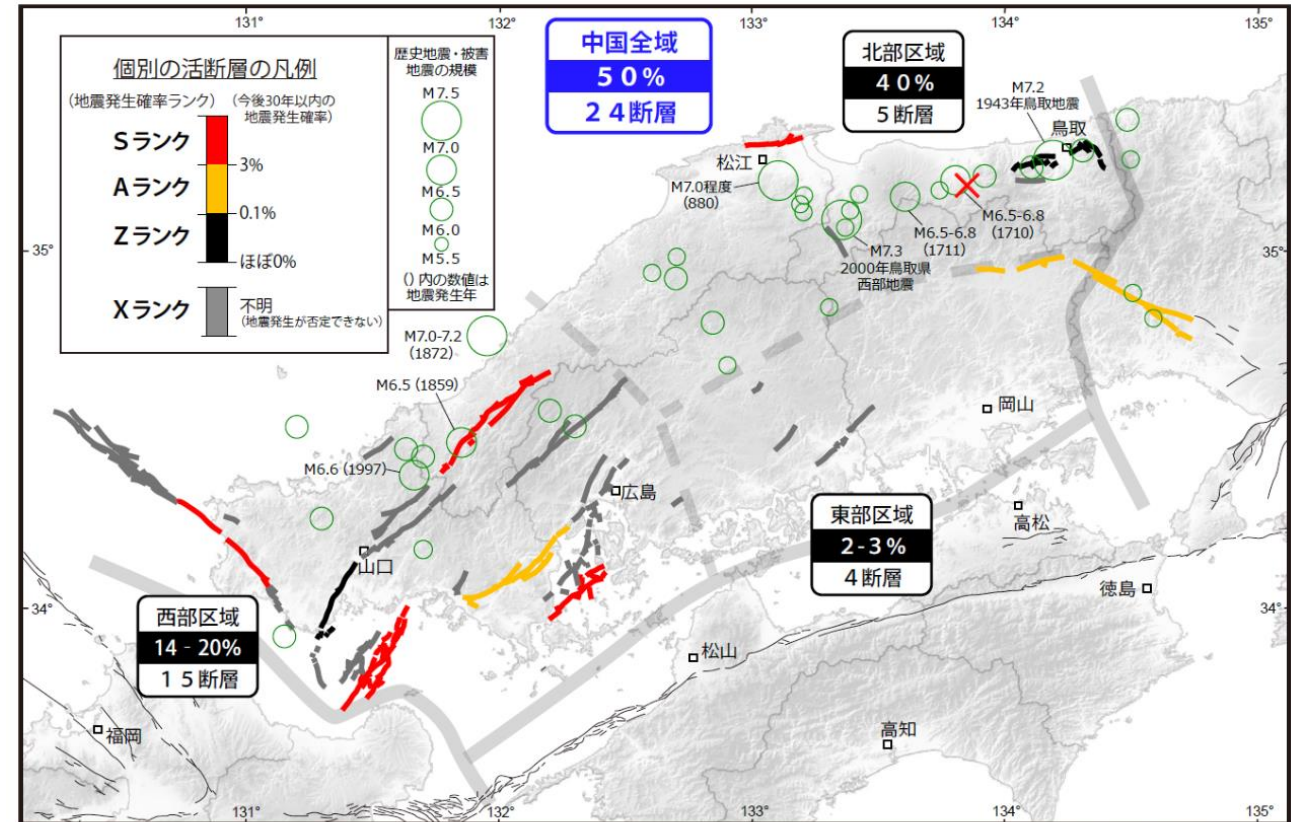 131°
132°
133°
134°
135°
個別の活断層の凡例
(地震発生確率ランク)
(今後30年以内の
地震発生確率)
Sランク
3%
Aランク
0.1%
Zランク
ほぼ0%
Xランク
不明
(地震発生が否定できない)
歴史地震・被害
地震の規模
M7.5
M7.0
M6.5
M6.0
M5.5
()内の数値は
地震発生年
中国全域
50%
24断層
北部区域
40%
5断層
M7.2
1943年鳥取地震
鳥取
松江
M7.0程度
(880)
M6.5-6.8
(1710)
M6.5-6.8
(1711)
M7.3
2000年鳥取県
西部地震
35°
35°
M7.0-7.2
(1872)
M6.5 (1859)
M6.6 (1997)
岡山
広島
高松
東部区域
2-3%
4断層
山口
徳島
34°
34°
西部区域
14 - 20%
15断層
松山
福岡
高知
131°
132°
133°
134°
135°